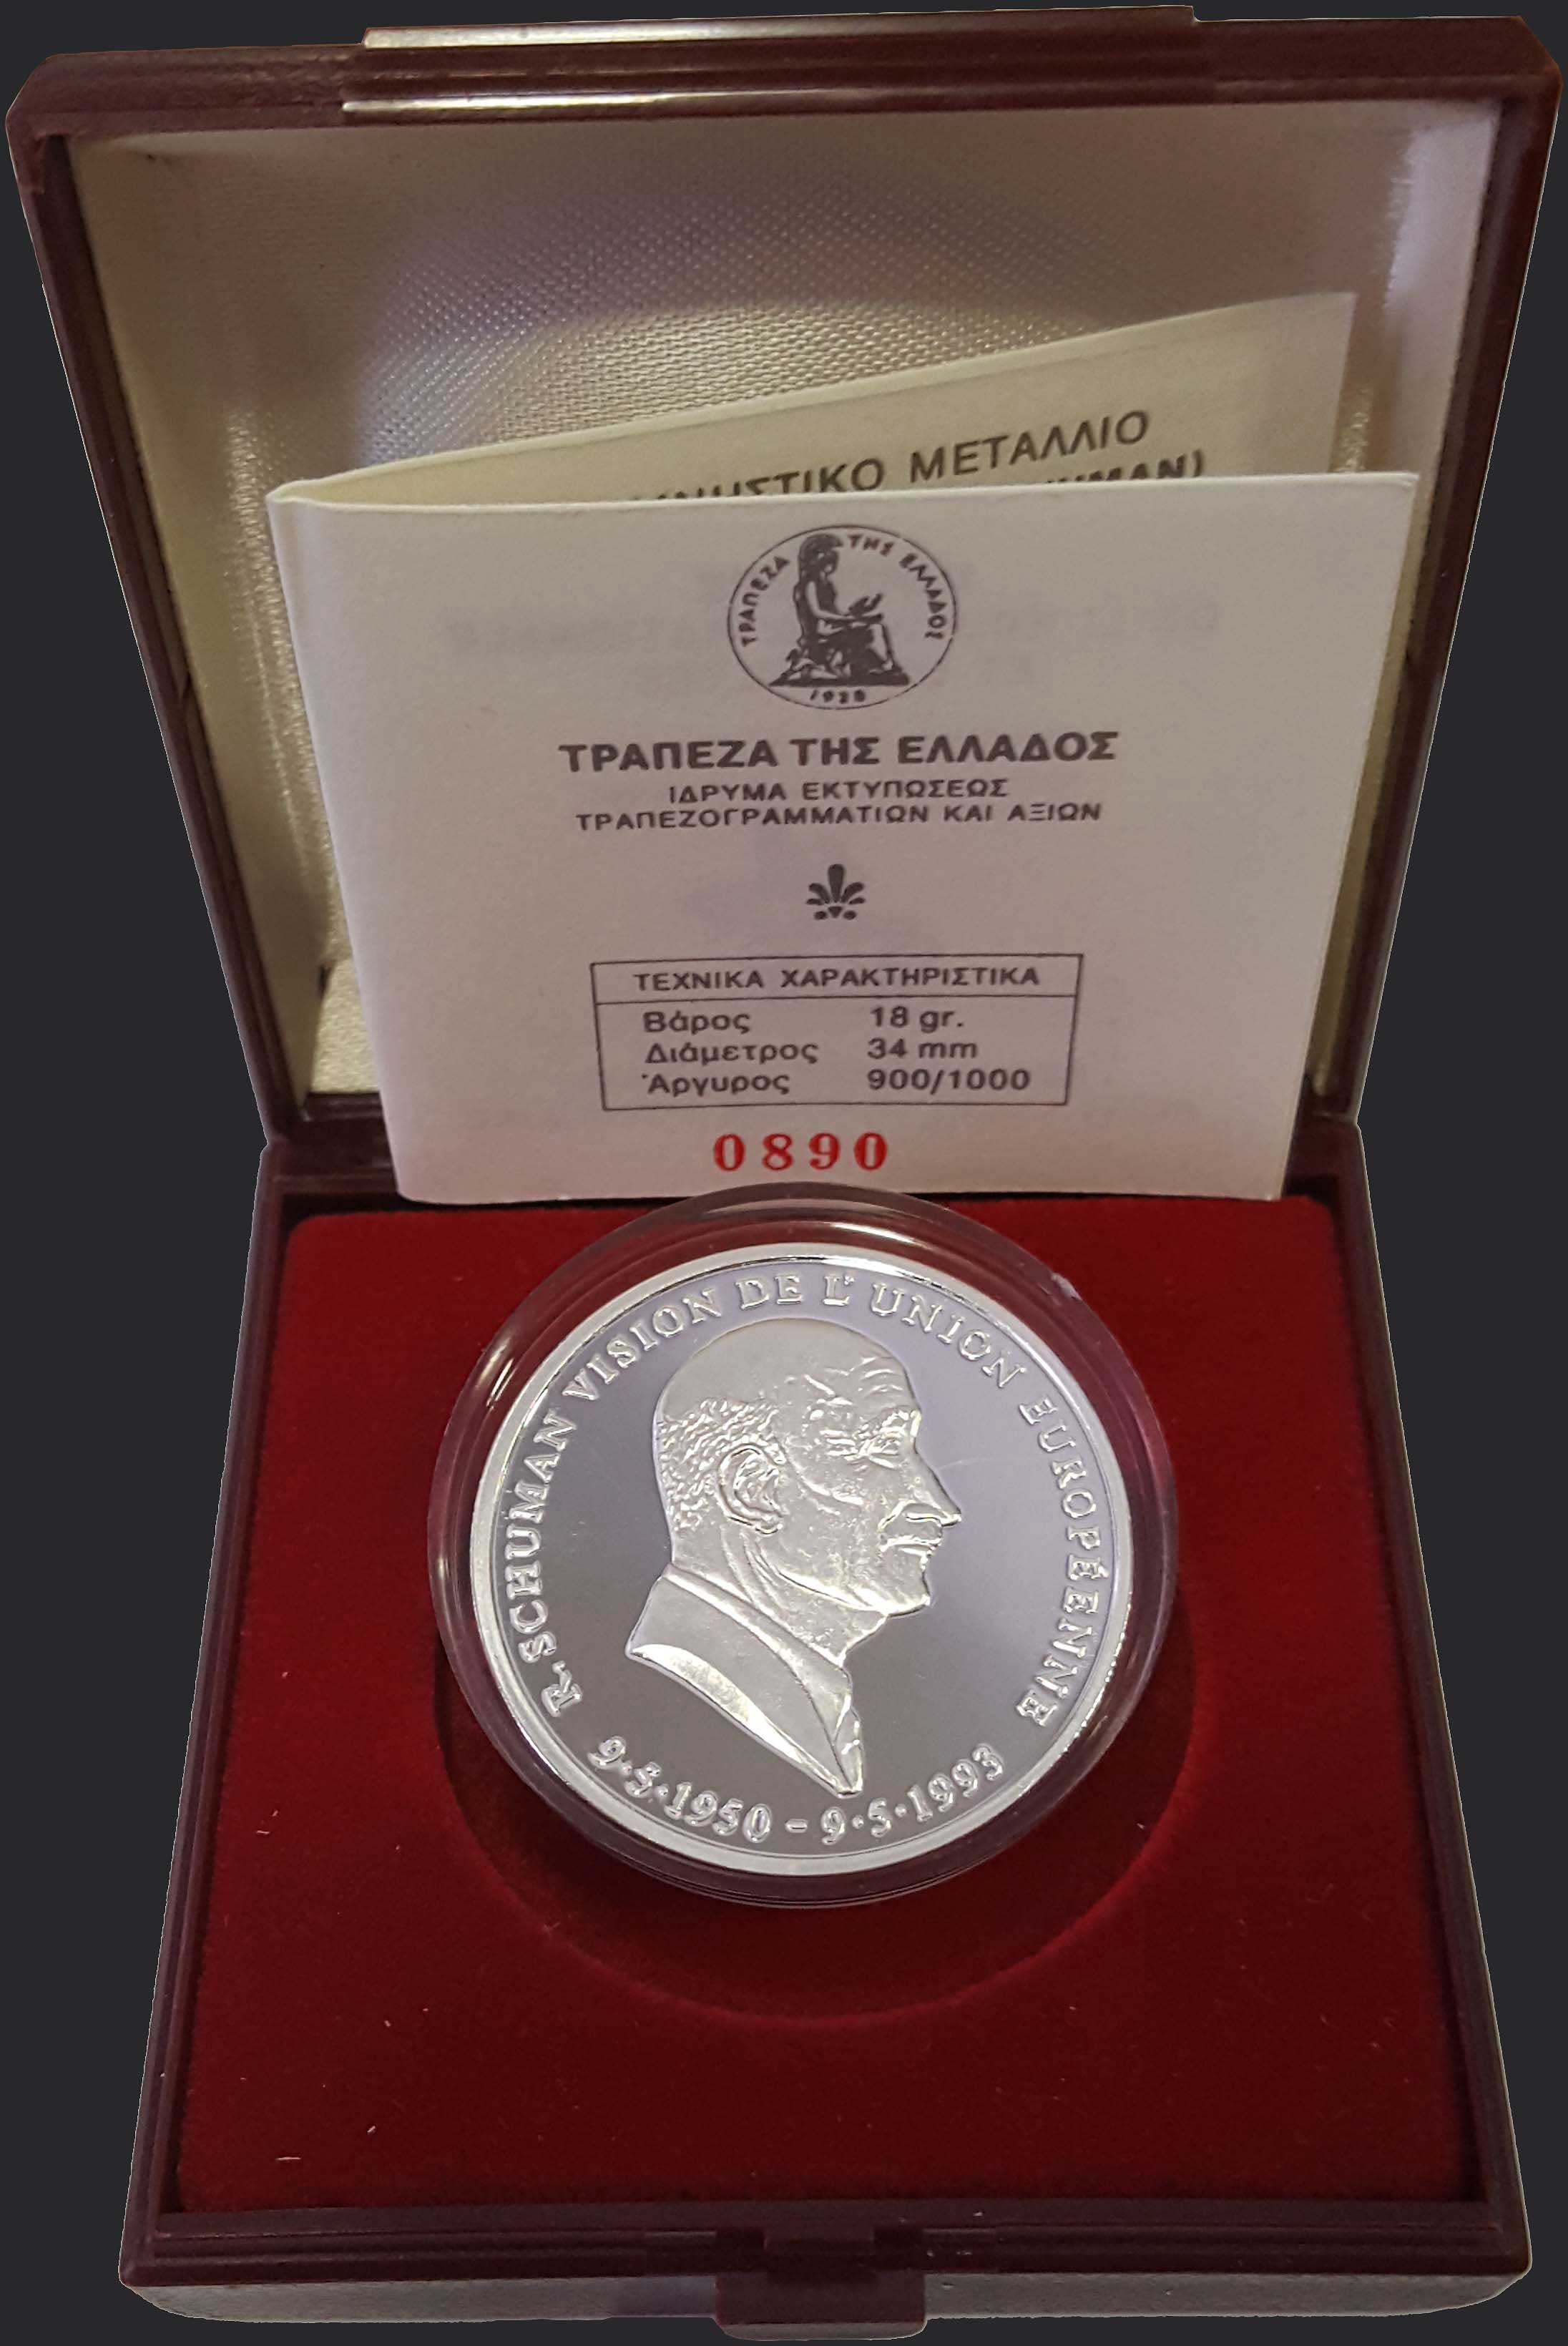 ΜΕΤΑΛΛΙΟ
ΤΡΑΠΕΖΑ ΤΗΣ ΕΛΛΑΔΟΣ
1928
ΤΡΑΠΕΖΑ ΤΗΣ ΕΛΛΑΔΟΣ
ΙΔΡΥΜΑ ΕΚΤΥΠΩΣΕΩΣ
ΤΡΑΠΕΖΟΓΡΑΜΜΑΤΙΩΝ ΚΑΙ ΑΞΙΩΝ
ΤΕΧΝΙΚΑ ΧΑΡΑΚΤΗΡΙΣΤΙΚΑ
Βάρος 18 gr.
Διάμετρος 34 mm
Άργυρος 900/1000
0890
R. SCHUMAN VISION DE L' UNION EUROPÉENNE
9·5·1950 - 9·5·1993